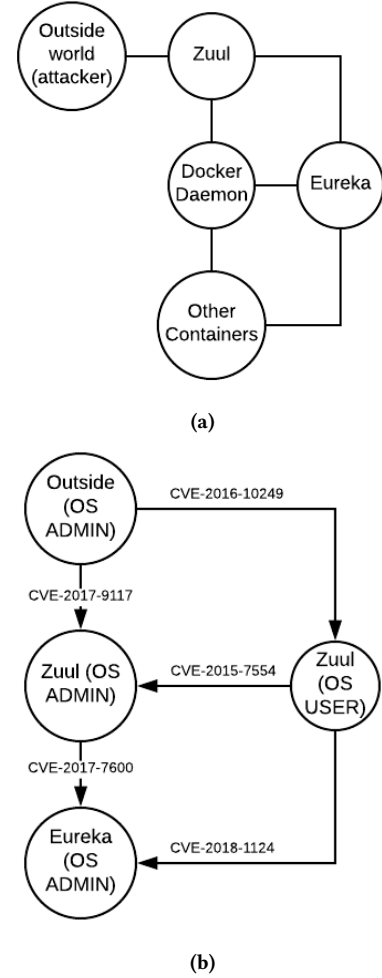 Outside
world
(attacker)
Zuul
Docker
Daemon
Eureka
Other
Containers
(a)
Outside
(OS
ADMIN)
CVE-2016-10249
CVE-2017-9117
Zuul (OS
ADMIN)
CVE-2015-7554
Zuul
(OS
USER)
CVE-2017-7600
Eureka
(OS
ADMIN)
CVE-2018-1124
(b)